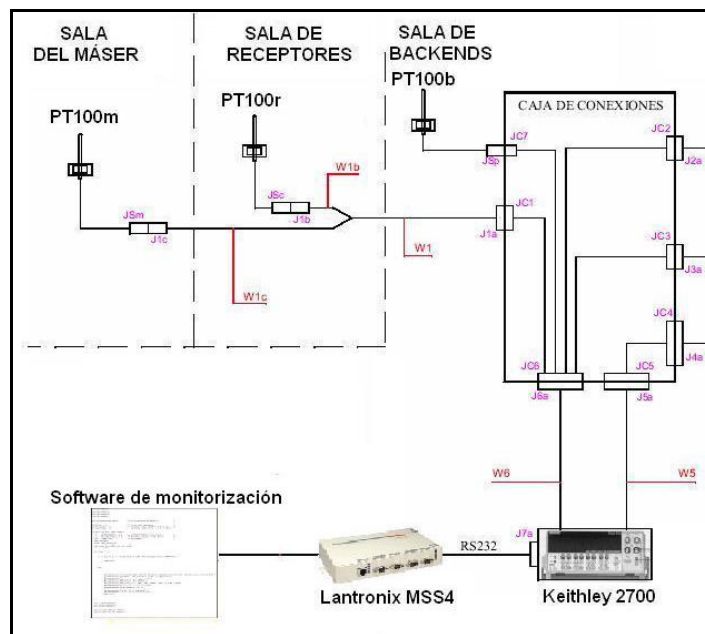 SALA
DEL MÁSER
SALA DE
RECEPTORES
SALA DE
BACKENDS
PT100b
PT100m
PT100r
CAJA DE CONEXIONES
JC2
J2a
JC7
JSp
W1b
JSc
J1b
JC1
J1a
JSm
J1c
W1
W1c
JC3
J3a
JC4
J4a
JC6
J6a
JC5
J5a
W6
W5
Software de monitorización
J7a
RS232
Lantronix MSS4
Keithley 2700